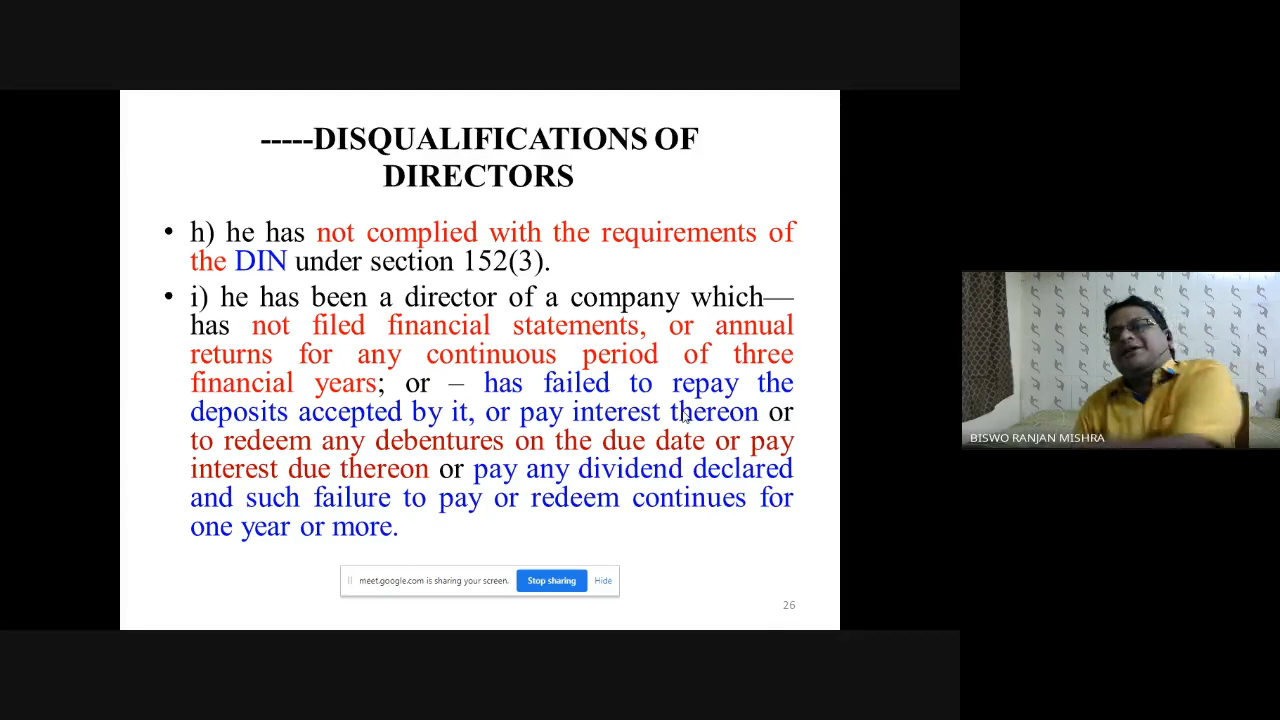 -----DISQUALIFICATIONS OF
DIRECTORS
• h) he has not complied with the requirements of
the DIN under section 152(3).
• i) he has been a director of a company which—
has not filed financial statements, or annual
returns for any continuous period of three
financial years; or – has failed to repay the
deposits accepted by it, or pay interest thereon or
to redeem any debentures on the due date or pay
interest due thereon or pay any dividend declared
and such failure to pay or redeem continues for
one year or more.
meet.google.com is sharing your screen. Stop sharing Hide
26
BISWO RANJAN MISHRA